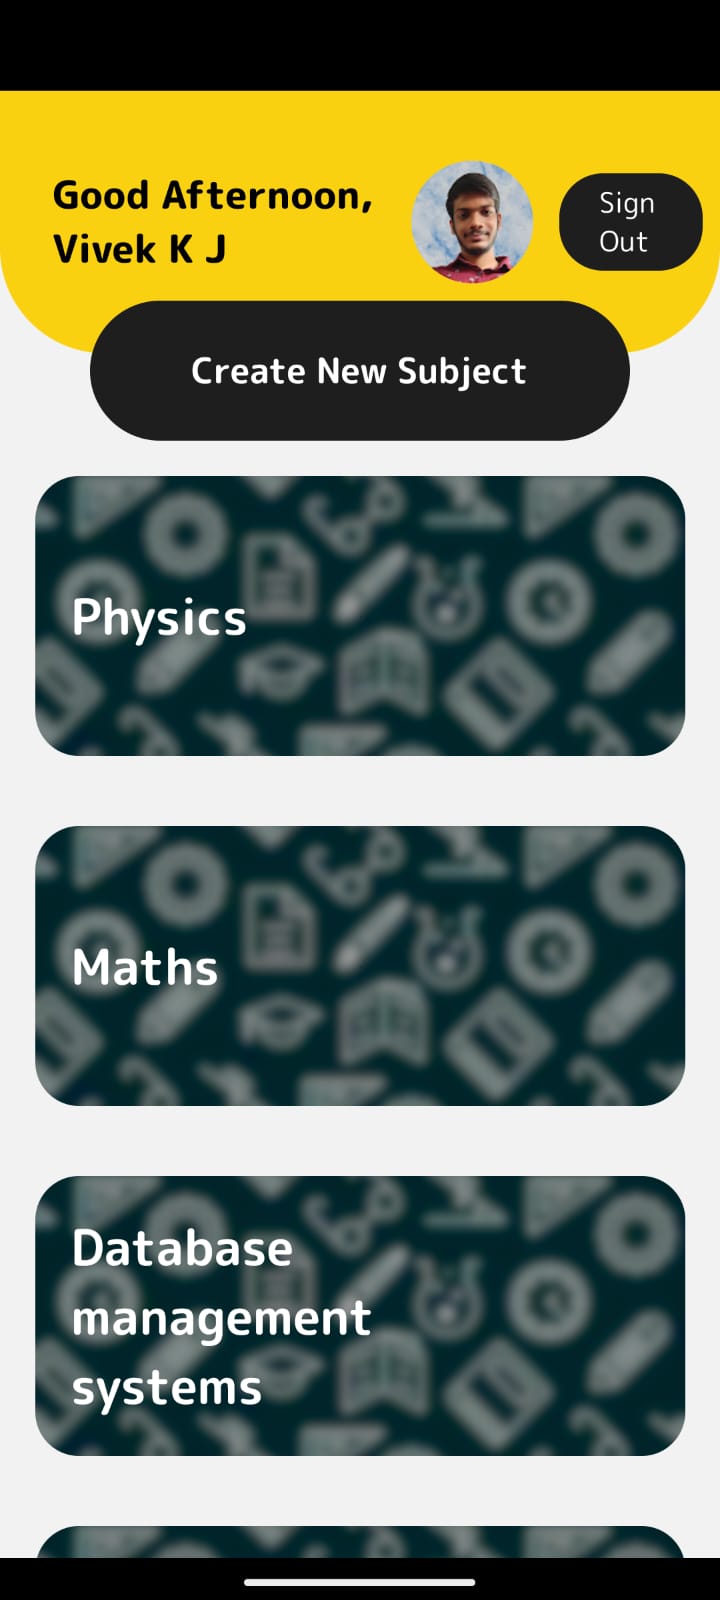 Good Afternoon,
Vivek K J
Sign
Out
Create New Subject
Physics
Maths
Database
management
systems